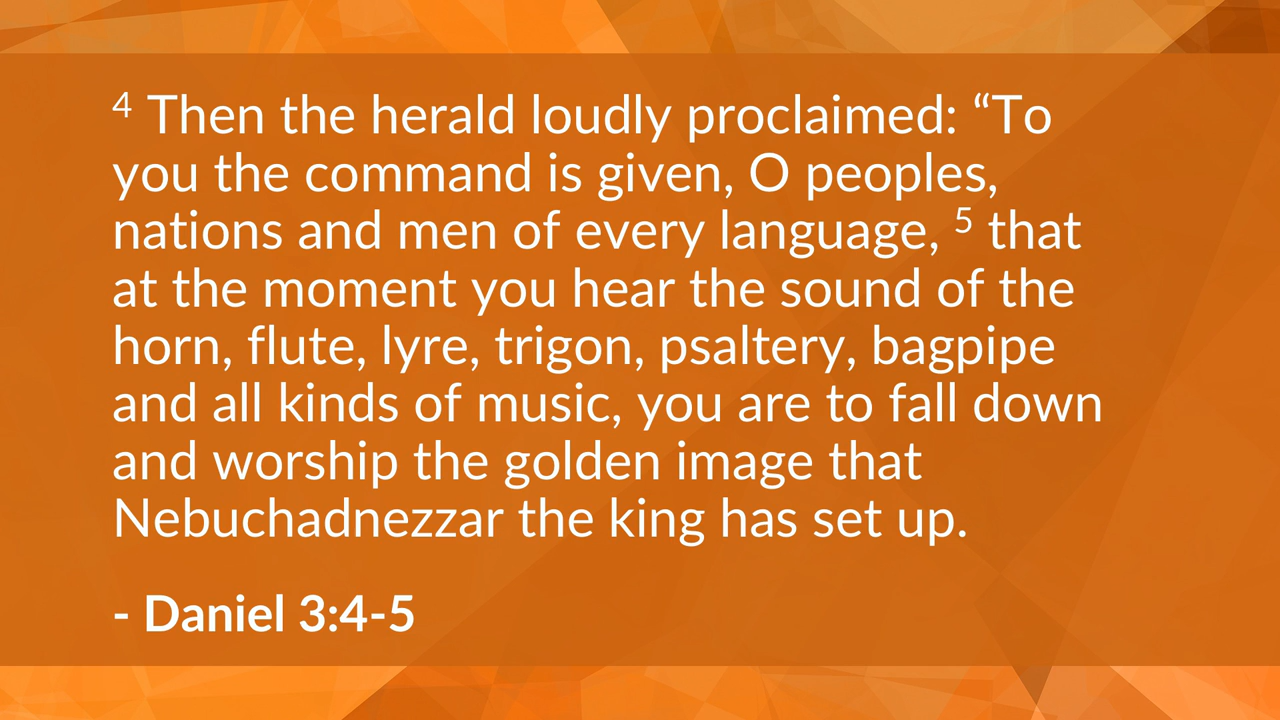 4 Then the herald loudly proclaimed: “To
you the command is given, O peoples,
nations and men of every language, 5 that
at the moment you hear the sound of the
horn, flute, lyre, trigon, psaltery, bagpipe
and all kinds of music, you are to fall down
and worship the golden image that
Nebuchadnezzar the king has set up.
- Daniel 3:4-5